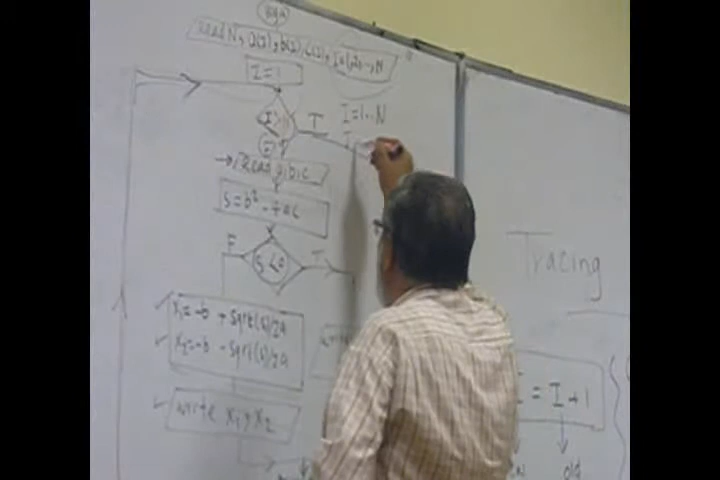 Read N, a(I), b(I), c(I), I=1,2,..,N
I = 1
I = 1...N
I >
T
I
F
→ Read a, b, c
S = b² - 4ac
F
S < 0
T
✓ X₁ = -b + sqrt(s)/2a
✓ X₂ = -b - sqrt(s)/2a
✓ write X₁, X₂
Tracing
= I + 1
old